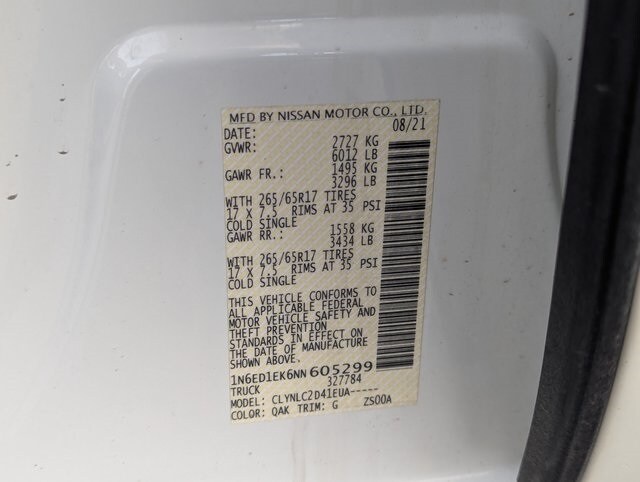 MFD BY NISSAN MOTOR CO., LTD.
DATE: 08/21
GVWR: 2727 KG
6012 LB
GAWR FR.: 1495 KG
3296 LB
WITH 265/65R17 TIRES
17 X 7.5 RIMS AT 35 PSI
COLD SINGLE
GAWR RR.: 1558 KG
3434 LB
WITH 265/65R17 TIRES
17 X 7.5 RIMS AT 35 PSI
COLD SINGLE
THIS VEHICLE CONFORMS TO
ALL APPLICABLE FEDERAL
MOTOR VEHICLE SAFETY AND
THEFT PREVENTION
STANDARDS IN EFFECT ON
THE DATE OF MANUFACTURE
SHOWN ABOVE.
1N6ED1EK6NN605299
TRUCK 327784
MODEL: CLYNLC2D41EUA-----
COLOR: QAK TRIM: G ZS00A